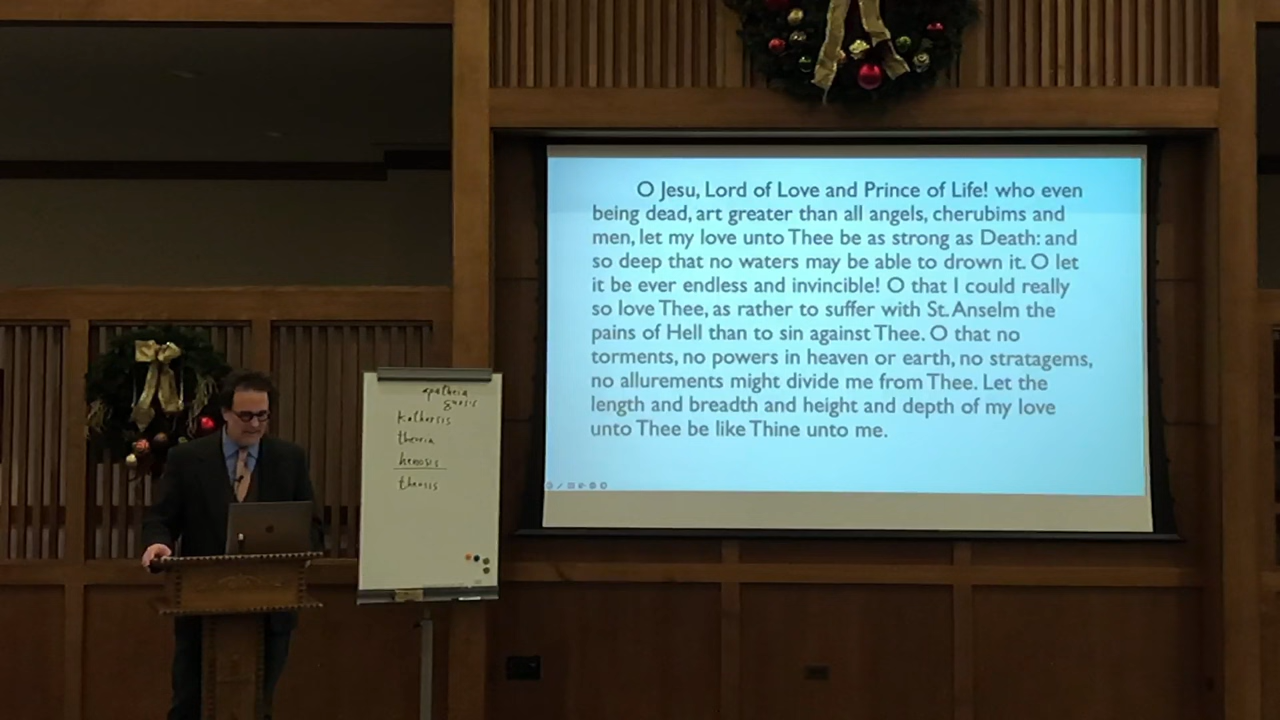 apatheia
gnosis
Katharsis
theoria
henosis
theosis
O Jesu, Lord of Love and Prince of Life! who even
being dead, art greater than all angels, cherubims and
men, let my love unto Thee be as strong as Death: and
so deep that no waters may be able to drown it. O let
it be ever endless and invincible! O that I could really
so love Thee, as rather to suffer with St. Anselm the
pains of Hell than to sin against Thee. O that no
torments, no powers in heaven or earth, no stratagems,
no allurements might divide me from Thee. Let the
length and breadth and height and depth of my love
unto Thee be like Thine unto me.